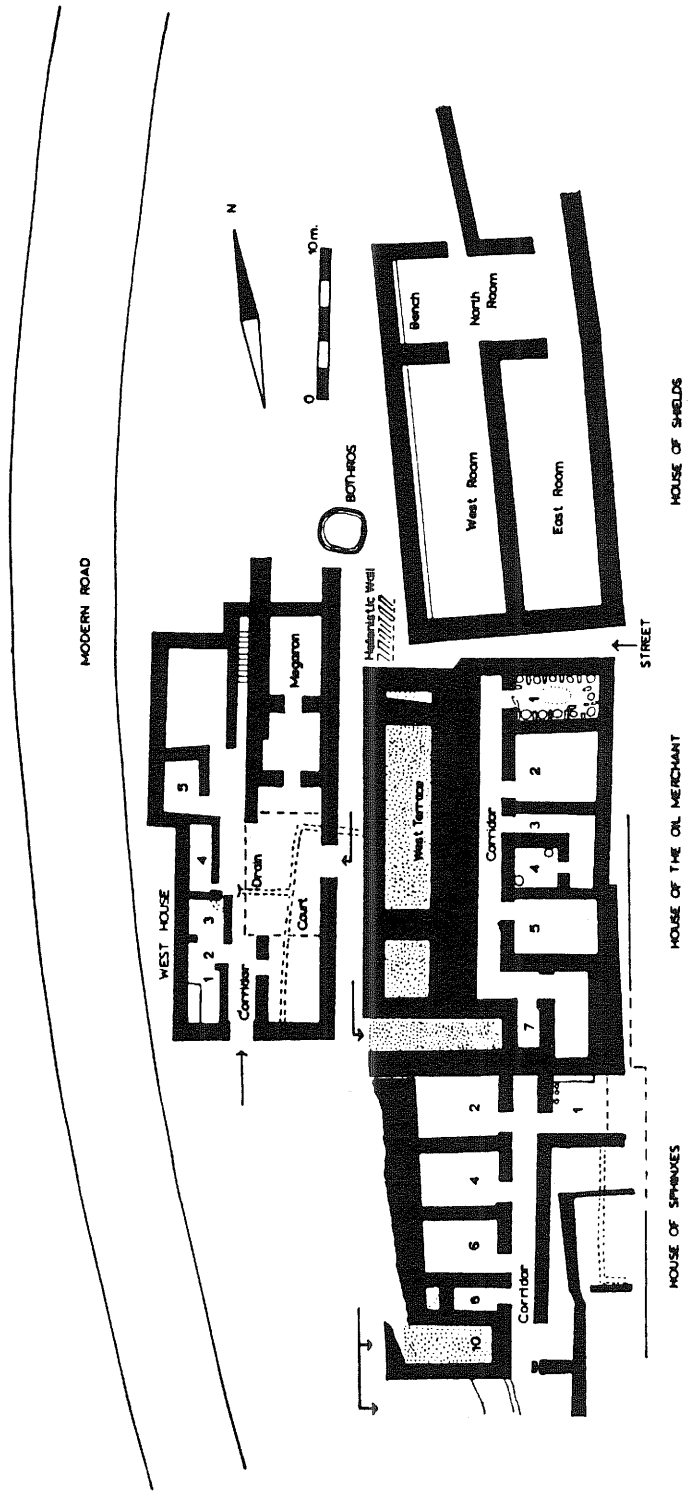 MODERN ROAD
N
0 10 m.
WEST HOUSE
1
2
3
4
5
Corridor
Drain
Court
Megaron
BOTHROS
Hellenistic Wall
Bench
North
Room
West Room
East Room
HOUSE OF SHIELDS
STREET
West Terrace
Corridor
1
2
3
4
5
7
HOUSE OF THE OIL MERCHANT
1
2
4
6
8
10
Corridor
HOUSE OF SPHINXES